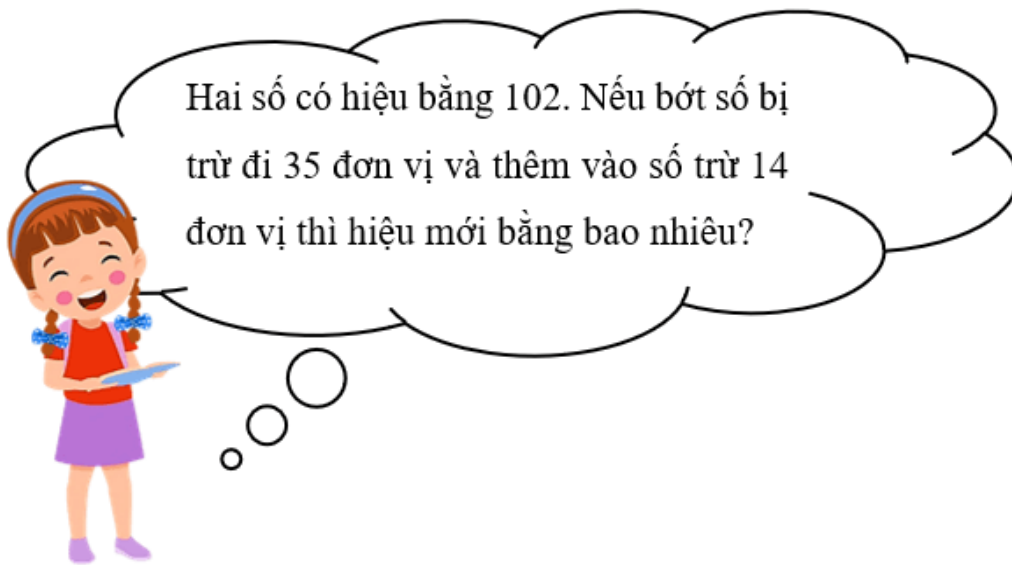 Hai số có hiệu bằng 102. Nếu bớt số bị
trừ đi 35 đơn vị và thêm vào số trừ 14
đơn vị thì hiệu mới bằng bao nhiêu?